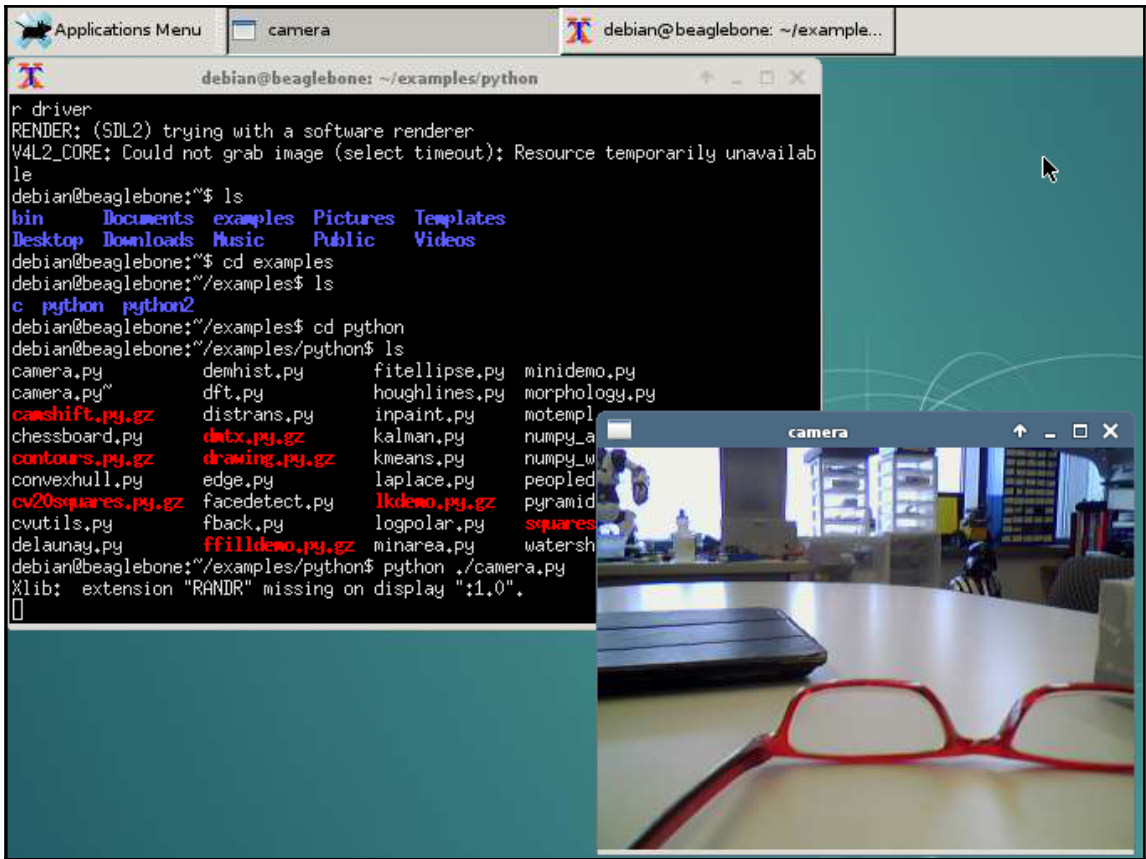 Applications Menu
camera
debian@beaglebone: ~/example...
debian@beaglebone: ~/examples/python
r driver
RENDER: (SDL2) trying with a software renderer
V4L2_CORE: Could not grab image (select timeout): Resource temporarily unavailab
le
debian@beaglebone:~$ ls
bin Documents examples Pictures Templates
Desktop Downloads Music Public Videos
debian@beaglebone:~$ cd examples
debian@beaglebone:~/examples$ ls
c python python2
debian@beaglebone:~/examples$ cd python
debian@beaglebone:~/examples/python$ ls
camera.py demhist.py fitellipse.py minidemo.py
camera.py~ dft.py houghlines.py morphology.py
camshift.py.gz distrans.py inpaint.py motempl
chessboard.py dmtx.py.gz kalman.py numpy_a
contours.py.gz drawing.py.gz kmeans.py numpy_w
convexhull.py edge.py laplace.py peopled
cv20squares.py.gz facedetect.py lkdemo.py.gz pyramid
cvutils.py fback.py logpolar.py squares
delaunay.py ffilldemo.py.gz minarea.py watersh
debian@beaglebone:~/examples/python$ python ./camera.py
Xlib: extension "RANDR" missing on display ":1.0".
camera